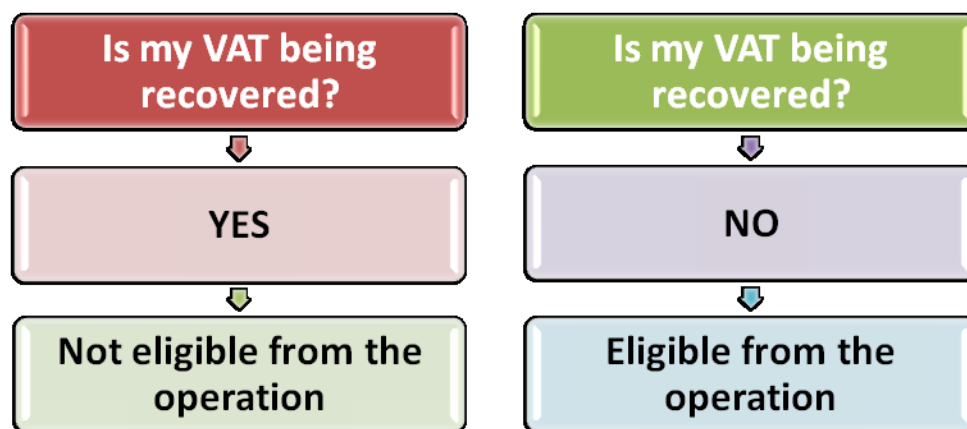 Is my VAT being
recovered?
YES
Not eligible from the
operation
Is my VAT being
recovered?
NO
Eligible from the
operation